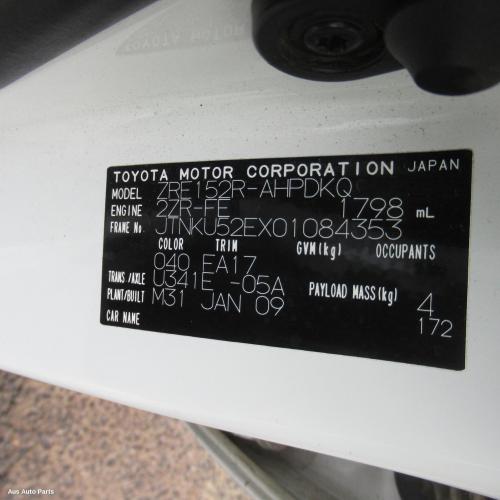 TOYOTA MOTOR CORPORATION JAPAN
MODEL ZRE152R-AHPDKQ
ENGINE 2ZR-FE 1798 mL
FRAME No. JTNKU52EX01084353
COLOR TRIM GVM(kg) OCCUPANTS
040 EA17
TRANS/AXLE U341E -05A
PLANT/BUILT M31 JAN 09 PAYLOAD MASS(kg) 4
CAR NAME 172
Aus Auto Parts